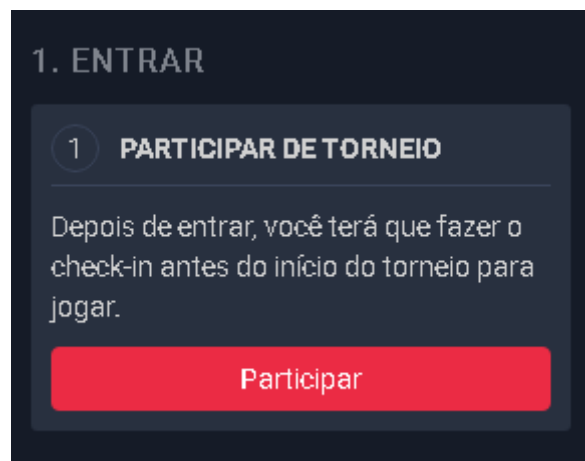 1. ENTRAR
1 PARTICIPAR DE TORNEIO
Depois de entrar, você terá que fazer o
check-in antes do início do torneio para
jogar.
Participar